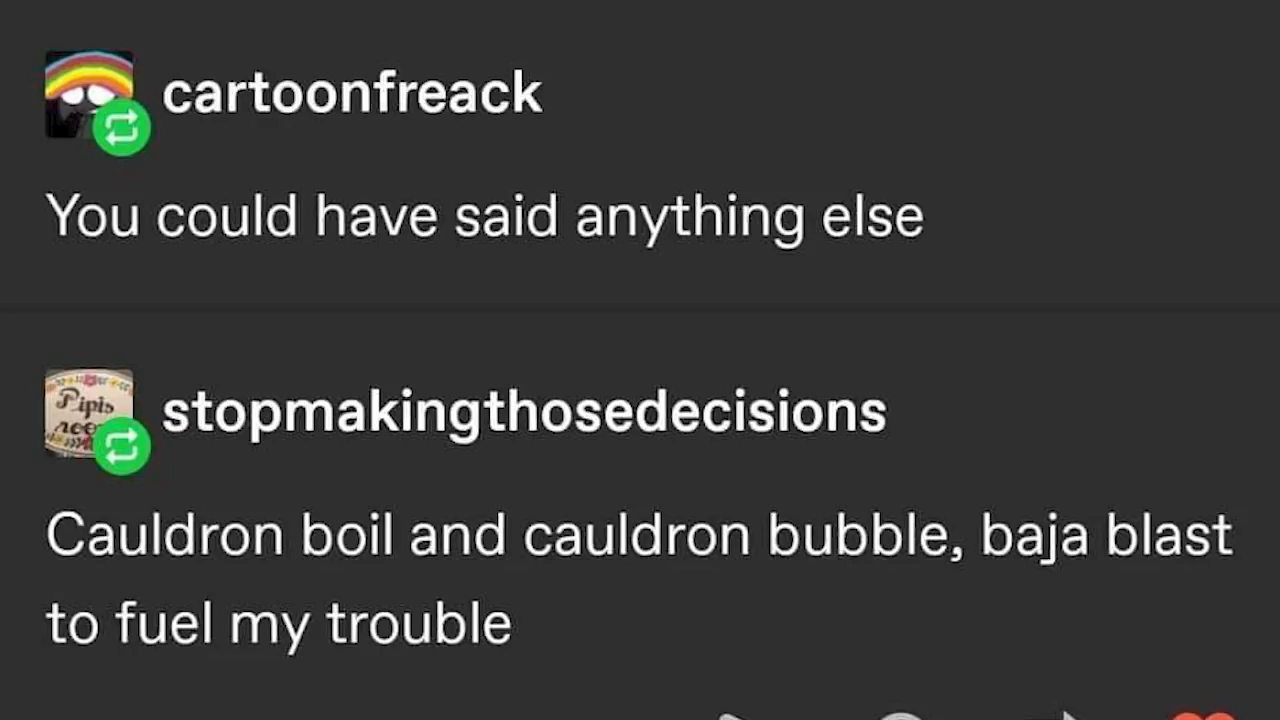 cartoonfreack
You could have said anything else
Pipis
stopmakingthosedecisions
Cauldron boil and cauldron bubble, baja blast
to fuel my trouble